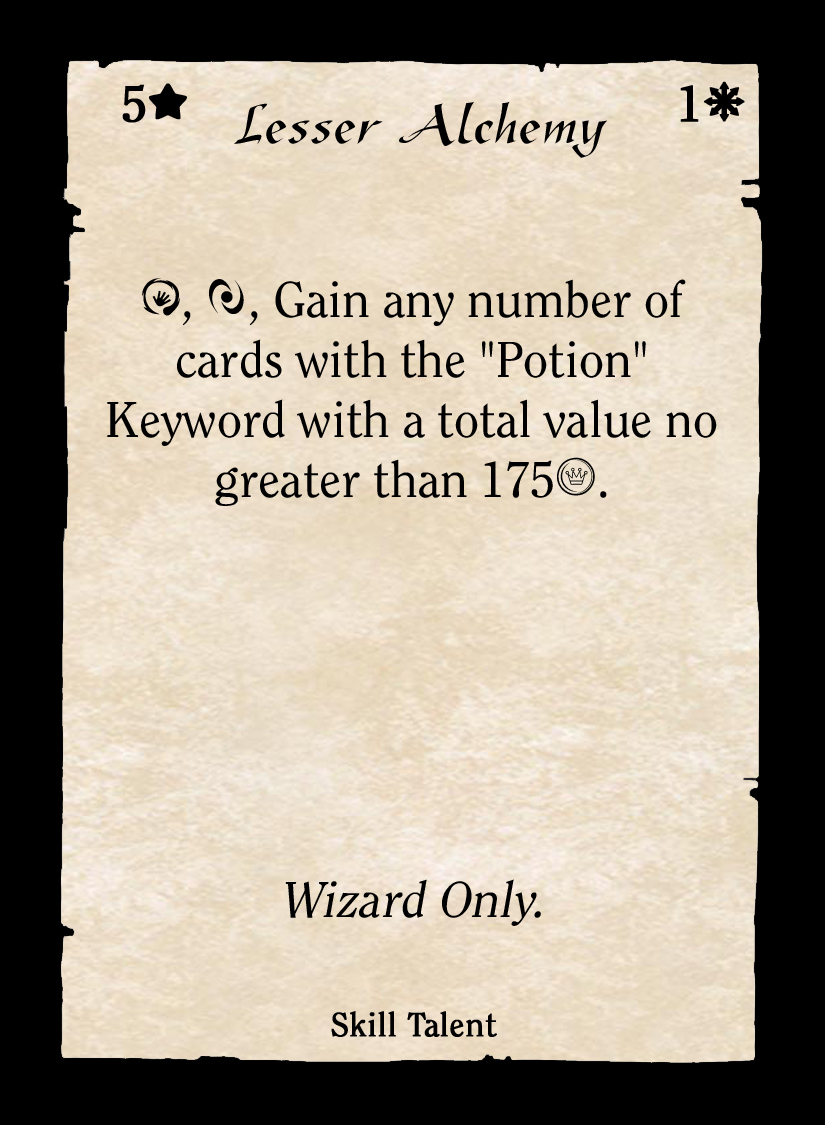 5★ Lesser Alchemy 1
, , Gain any number of
cards with the "Potion"
Keyword with a total value no
greater than 175.
Wizard Only.
Skill Talent